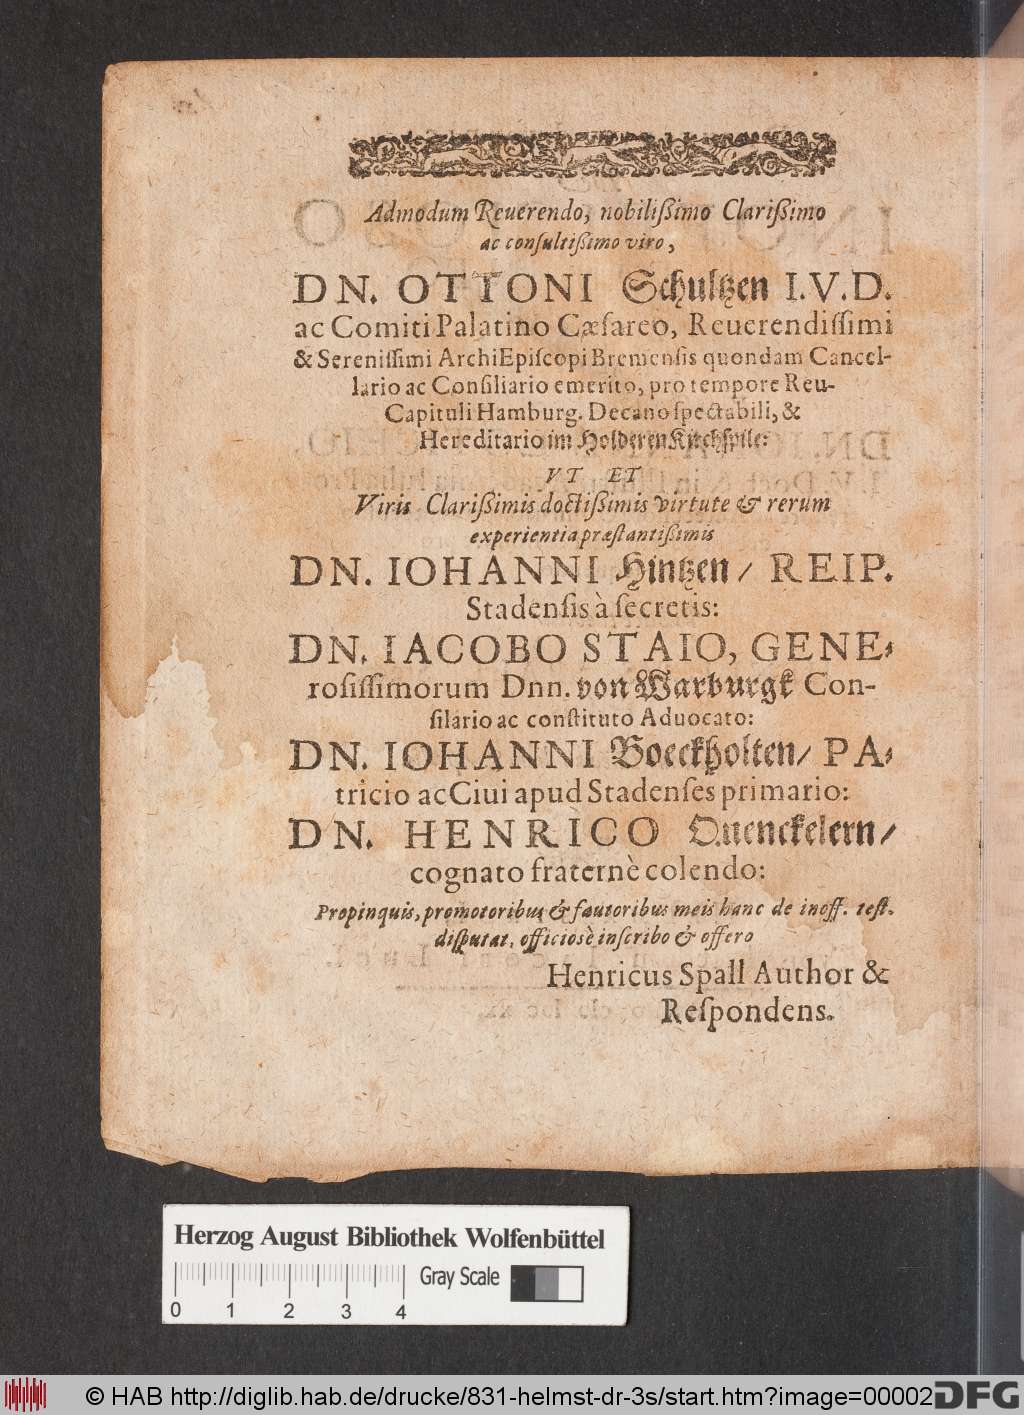 Admodum Reuerendo, nobilißimo Clarißimo
ac conſultißimo viro,
DN. OTTONI Schultzen I.V.D.
ac Comiti Palatino Cæſareo, Reuerendiſſimi
& Sereniſſimi ArchiEpiſcopi Bremenſis quondam Cancel-
lario ac Conſiliario emerito, pro tempore Reu-
Capituli Hamburg. Decano ſpectabili, &
Hereditario im Holderen Kirchſpile:
VT ET
Viris Clarißimis doctißimis virtute & rerum
experientia præſtantißimis
DN. IOHANNI Hintzen / REIP.
Stadenſis à ſecretis:
DN. IACOBO STAIO, GENE-
roſiſſimorum Dnn. von Warburgk Con-
ſilario ac conſtituto Aduocato:
DN. IOHANNI Boeckholten / PA-
tricio ac Ciui apud Stadenſes primario:
DN. HENRICO Quenckelern /
cognato fraternè colendo:
Propinquis, promotoribus & fautoribus meis hanc de inoff. teſt.
diſputat. officiosè inſcribo & offero
Henricus Spall Author &
Reſpondens.
Herzog August Bibliothek Wolfenbüttel
Gray Scale
0 1 2 3 4
© HAB http://diglib.hab.de/drucke/831-helmst-dr-3s/start.htm?image=00002
DFG